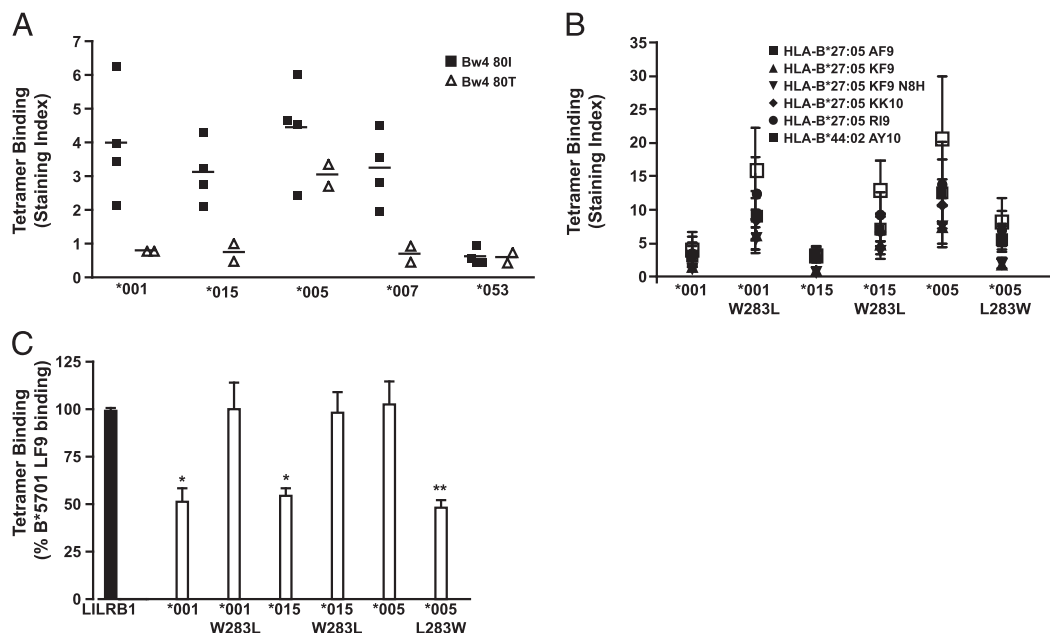 A
Tetramer Binding
(Staining Index)
7
6
5
4
3
2
1
0
Bw4 80I
Bw4 80T
*001
*015
*005
*007
*053
B
Tetramer Binding
(Staining Index)
35
30
25
20
15
10
5
0
HLA-B*27:05 AF9
HLA-B*27:05 KF9
HLA-B*27:05 KF9 N8H
HLA-B*27:05 KK10
HLA-B*27:05 RI9
HLA-B*44:02 AY10
*001
*001
W283L
*015
*015
W283L
*005
*005
L283W
C
Tetramer Binding
(% B*5701 LF9 binding)
125
100
75
50
25
0
*
*
**
LILRB1
*001
*001
W283L
*015
*015
W283L
*005
*005
L283W